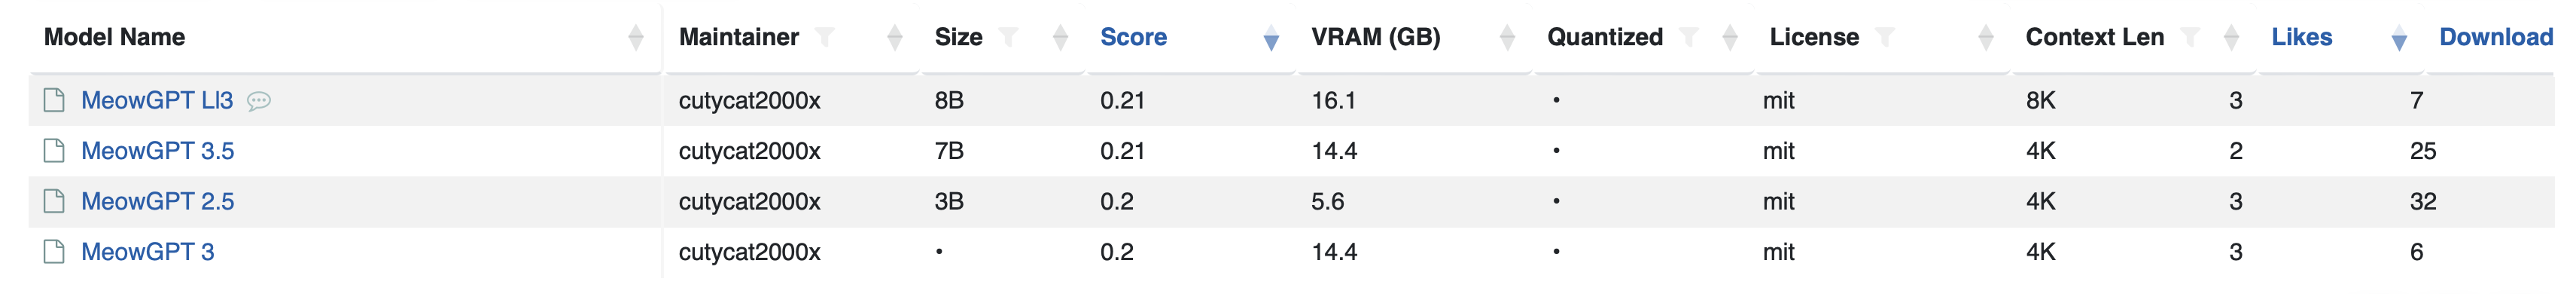 Model Name Maintainer Size Score VRAM (GB) Quantized License Context Len Likes Download
MeowGPT Ll3 cutycat2000x 8B 0.21 16.1 • mit 8K 3 7
MeowGPT 3.5 cutycat2000x 7B 0.21 14.4 • mit 4K 2 25
MeowGPT 2.5 cutycat2000x 3B 0.2 5.6 • mit 4K 3 32
MeowGPT 3 cutycat2000x • 0.2 14.4 • mit 4K 3 6